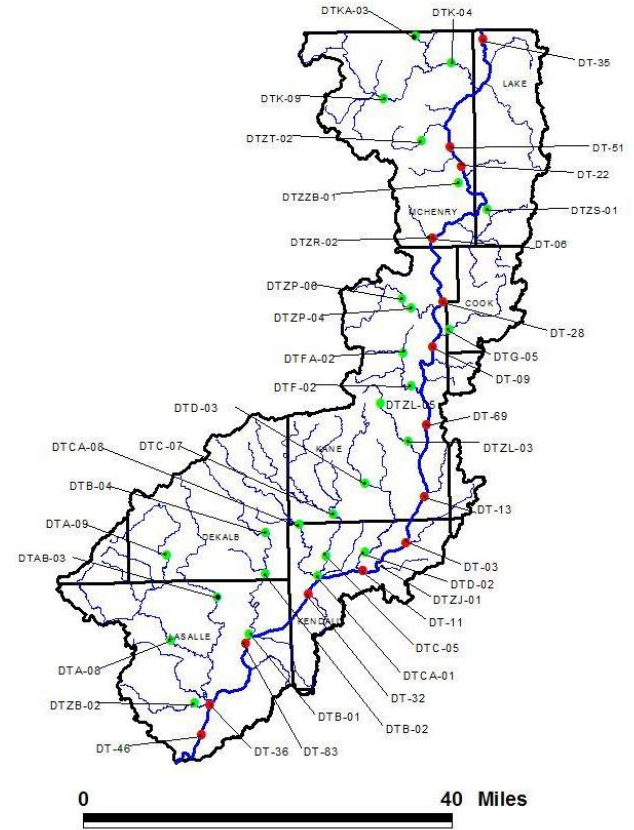 DTKA-03
DTK-04
DT-35
LAKE
DTK-09
DTZT-02
DT-51
DT-22
DTZZB-01
DTZS-01
MCHENRY
DTZR-02
DT-06
DTZP-06
COOK
DTZP-04
DT-28
DTFA-02
DTG-05
DT-09
DTF-02
DTD-03
DTZL-05
DT-69
DTCA-08
DTC-07
KANE
DTZL-03
DTB-04
DTA-09
DT-13
DEKALB
DTAB-03
DT-03
DTD-02
DTZJ-01
DT-11
KENDALL
LASALLE
DTC-05
DTA-08
DTCA-01
DT-32
DTZB-02
DTB-01
DTB-02
DT-46
DT-36
DT-83
0 40 Miles